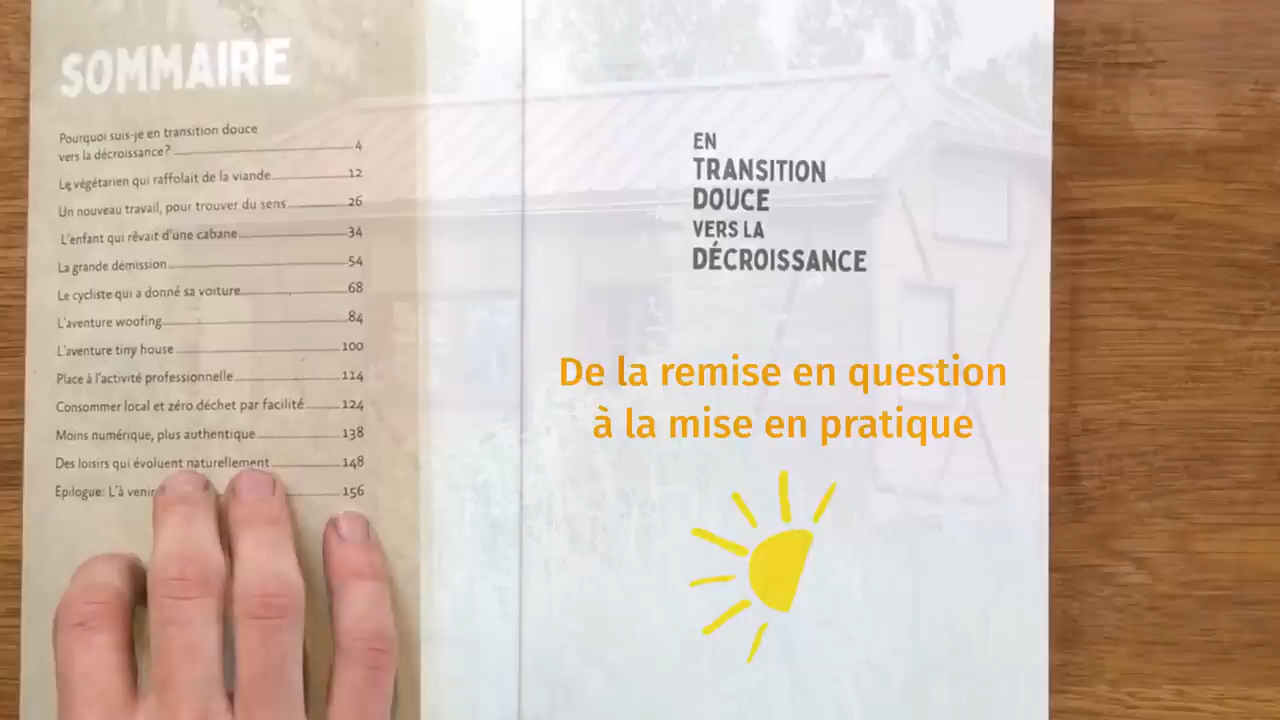 SOMMAIRE
Pourquoi suis-je en transition douce
vers la décroissance? 4
Le végétarien qui raffolait de la viande 12
Un nouveau travail, pour trouver du sens 26
L'enfant qui rêvait d'une cabane 34
La grande démission 54
Le cycliste qui a donné sa voiture 68
L'aventure woofing 84
L'aventure tiny house 100
Place à l'activité professionnelle 114
Consommer local et zéro déchet par facilité 124
Moins numérique, plus authentique 138
Des loisirs qui évoluent naturellement 148
Épilogue: L'à venir 156
EN
TRANSITION
DOUCE
VERS LA
DÉCROISSANCE
De la remise en question
à la mise en pratique